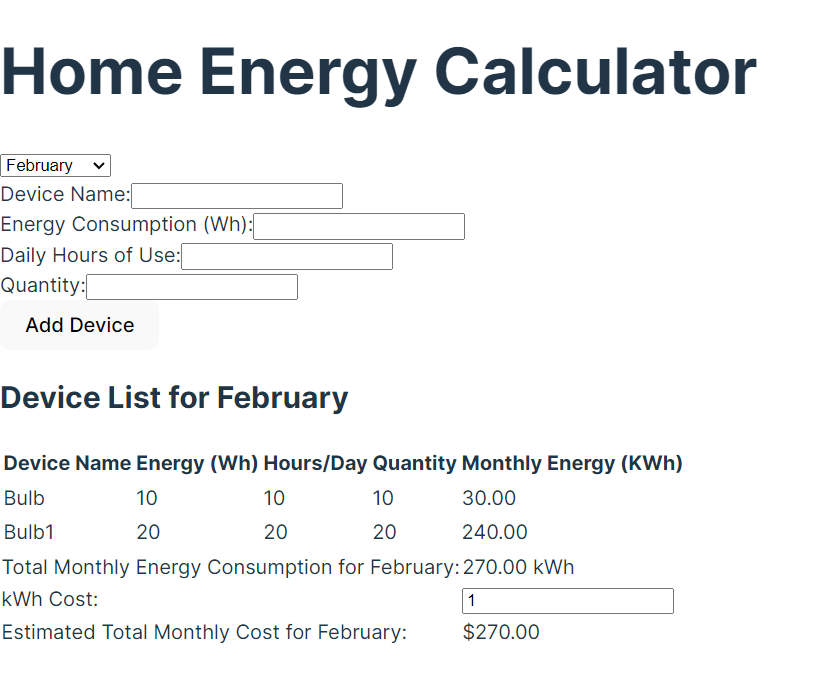 Home Energy Calculator
February
Device Name:
Energy Consumption (Wh):
Daily Hours of Use:
Quantity:
Add Device
Device List for February
Device Name Energy (Wh) Hours/Day Quantity Monthly Energy (KWh)
Bulb 10 10 10 30.00
Bulb1 20 20 20 240.00
Total Monthly Energy Consumption for February: 270.00 kWh
kWh Cost: 1
Estimated Total Monthly Cost for February: $270.00